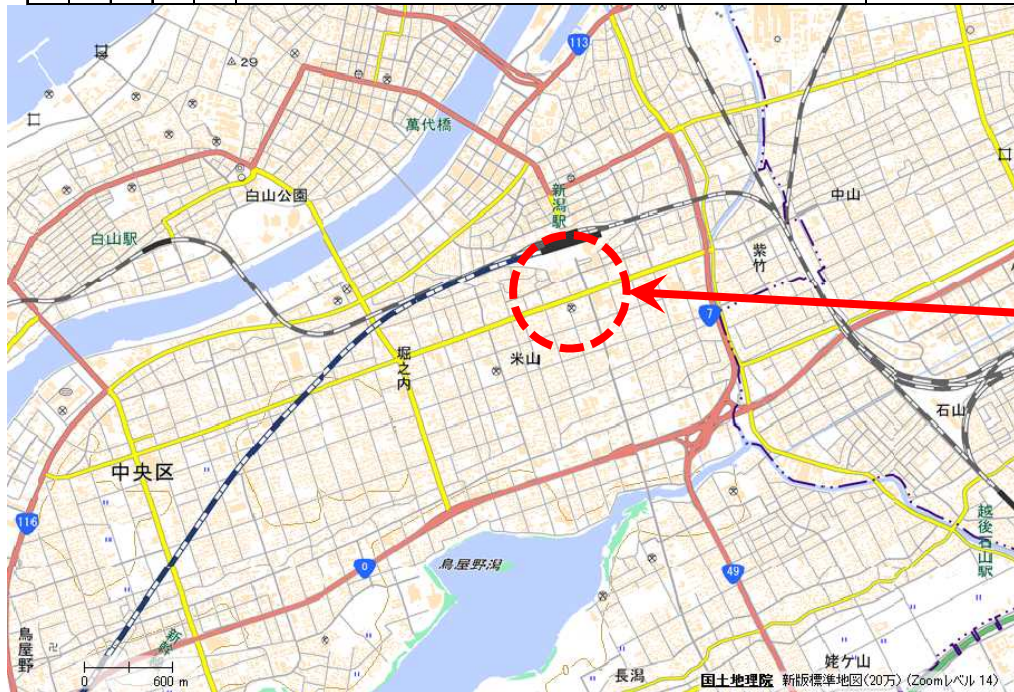 113
29
萬代橋
白山公園
新潟駅
中山
白山駅
紫竹
7
堀之内
米山
石山
中央区
116
越後石山駅
0
鳥屋野潟
49
鳥屋野
新幹
姥ケ山
長潟
0 600 m
国土地理院 新版標準地図(20万) (Zoomレベル 14)